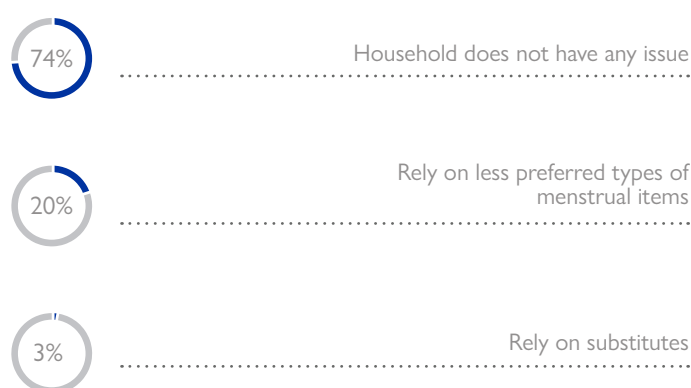 74%
Household does not have any issue
20%
Rely on less preferred types of
menstrual items
3%
Rely on substitutes